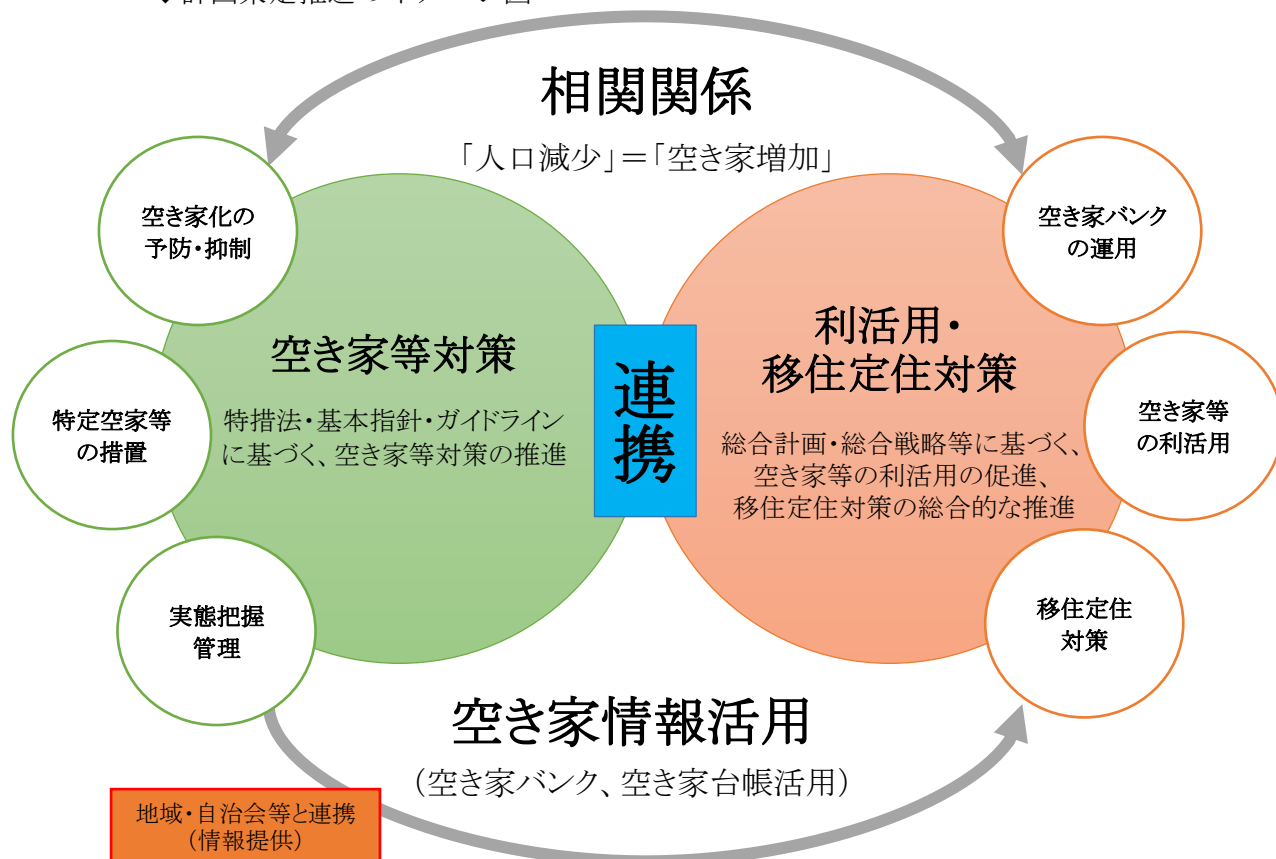 相関関係
「人口減少」＝「空き家増加」
空き家化の
予防・抑制
空き家バンク
の運用
空き家等対策
特措法・基本指針・ガイドライン
に基づく、空き家等対策の推進
連携
利活用・
移住定住対策
総合計画・総合戦略等に基づく、
空き家等の利活用の促進、
移住定住対策の総合的な推進
特定空家等
の措置
空き家等
の利活用
実態把握
管理
移住定住
対策
空き家情報活用
（空き家バンク、空き家台帳活用）
地域・自治会等と連携
（情報提供）